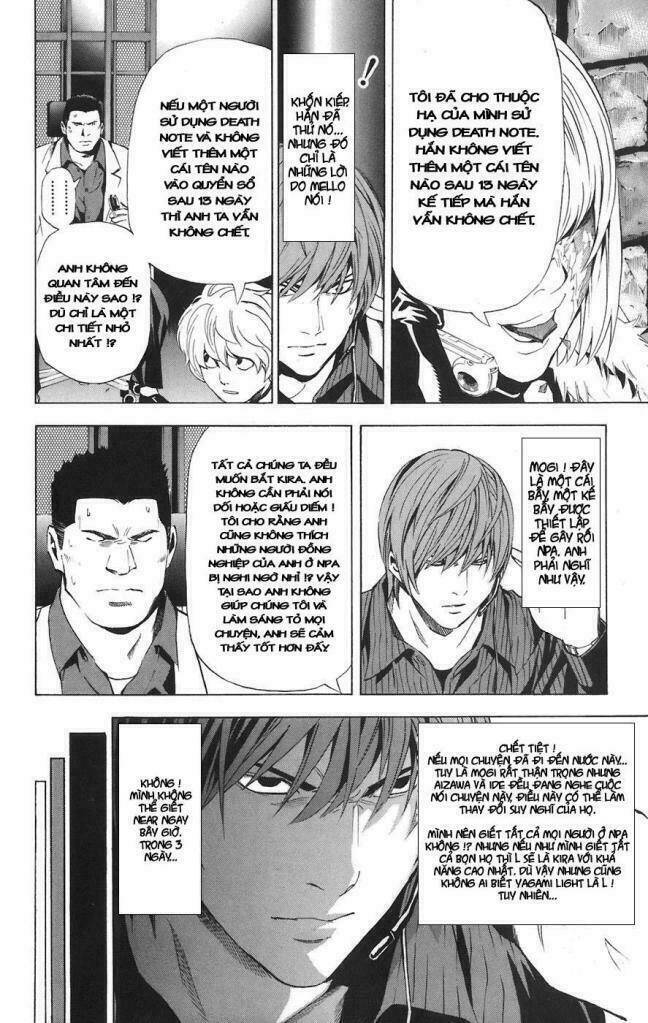 TÔI ĐÃ CHO THUỘC
HẠ CỦA MÌNH SỬ
DỤNG DEATH NOTE.
HẮN KHÔNG VIẾT
THÊM MỘT CÁI TÊN
NÀO SAU 13 NGÀY
KẾ TIẾP MÀ HẮN
VẪN KHÔNG CHẾT.
!
KHỐN KIẾP,
HẮN ĐÃ
THỬ NÓ...
NHƯNG ĐÓ
CHỈ LÀ
NHỮNG LỜI
DO MELLO
NÓI !
NẾU MỘT NGƯỜI
SỬ DỤNG DEATH
NOTE VÀ KHÔNG
VIẾT THÊM MỘT
CÁI TÊN NÀO
VÀO QUYỂN SỔ
SAU 13 NGÀY
THÌ ANH TA VẪN
KHÔNG CHẾT.
ANH KHÔNG
QUAN TÂM ĐẾN
ĐIỀU NÀY SAO !?
DÙ CHỈ LÀ MỘT
CHI TIẾT NHỎ
NHẤT !?
MOGI ! ĐÂY
LÀ MỘT CÁI
BẪY, MỘT KẾ
BẪY ĐƯỢC
THIẾT LẬP
ĐỂ GÂY RỐI
NPA. ANH
PHẢI NGHĨ
NHƯ VẬY.
TẤT CẢ CHÚNG TA ĐỀU
MUỐN BẮT KIRA. ANH
KHÔNG CẦN PHẢI NÓI
DỐI HOẶC GIẤU DIẾM !
TÔI CHO RẰNG ANH
CŨNG KHÔNG THÍCH
NHỮNG NGƯỜI ĐỒNG
NGHIỆP CỦA ANH Ở NPA
BỊ NGHI NGỜ NHỈ !? VẬY
TẠI SAO ANH KHÔNG
GIÚP CHÚNG TÔI VÀ
LÀM SÁNG TỎ MỌI
CHUYỆN, ANH SẼ CẢM
THẤY TỐT HƠN ĐẤY
CHẾT TIỆT !
NẾU MỌI CHUYỆN ĐÃ ĐI ĐẾN NƯỚC NÀY...
TUY LÀ MOGI RẤT THẬN TRỌNG NHƯNG
AIZAWA VÀ IDE ĐỀU ĐANG NGHE CUỘC
NÓI CHUYỆN NÀY, ĐIỀU NÀY CÓ THỂ LÀM
THAY ĐỔI SUY NGHĨ CỦA HỌ.
MÌNH NÊN GIẾT TẤT CẢ MỌI NGƯỜI Ở NPA
KHÔNG !? NHƯNG NẾU NHƯ MÌNH GIẾT TẤT
CẢ BỌN HỌ THÌ L SẼ LÀ KIRA VỚI KHẢ
NĂNG CAO NHẤT. DÙ VẬY NHƯNG CŨNG
KHÔNG AI BIẾT YAGAMI LIGHT LÀ L !
TUY NHIÊN...
KHÔNG !
MÌNH KHÔNG
THỂ GIẾT
NEAR NGAY
BÂY GIỜ.
TRONG 3
NGÀY...